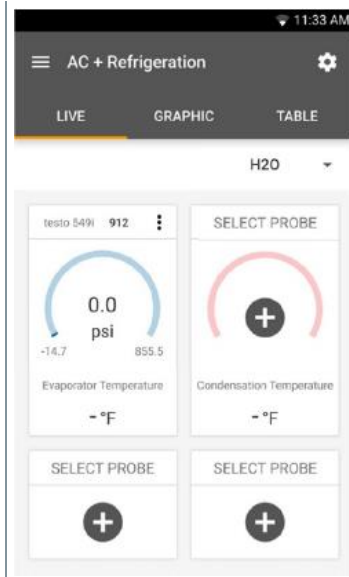 11:33 AM
AC + Refrigeration
LIVE GRAPHIC TABLE
H2O
testo 549i 912 SELECT PROBE
0.0
psi
-14.7 855.5
Evaporator Temperature Condensation Temperature
- °F - °F
SELECT PROBE SELECT PROBE